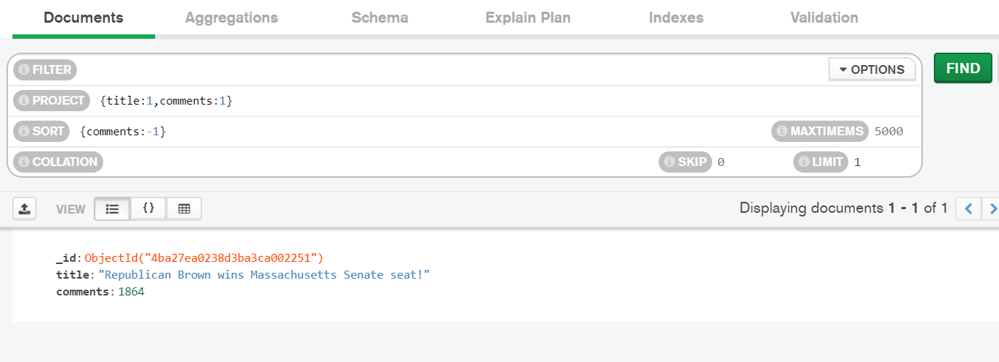 Documents Aggregations Schema Explain Plan Indexes Validation
FILTER OPTIONS FIND
PROJECT {title:1,comments:1}
SORT {comments:-1} MAXTIMEMS 5000
COLLATION SKIP 0 LIMIT 1
VIEW {} Displaying documents 1 - 1 of 1
_id: ObjectId("4ba27ea0238d3ba3ca002251")
title: "Republican Brown wins Massachusetts Senate seat!"
comments: 1864